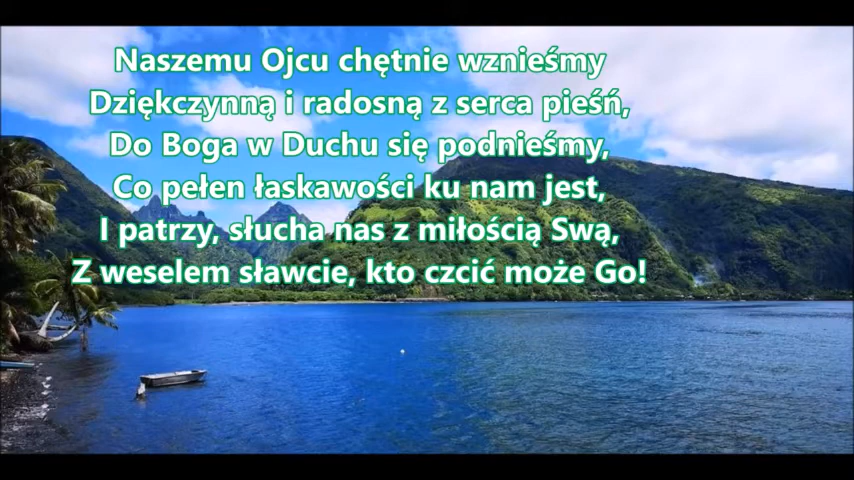 Naszemu Ojcu chętnie wznieśmy
Dziękczynną i radosną z serca pieśń,
Do Boga w Duchu się podnieśmy,
Co pełen łaskawości ku nam jest,
I patrzy, słucha nas z miłością Swą,
Z weselem sławcie, kto czcić może Go!